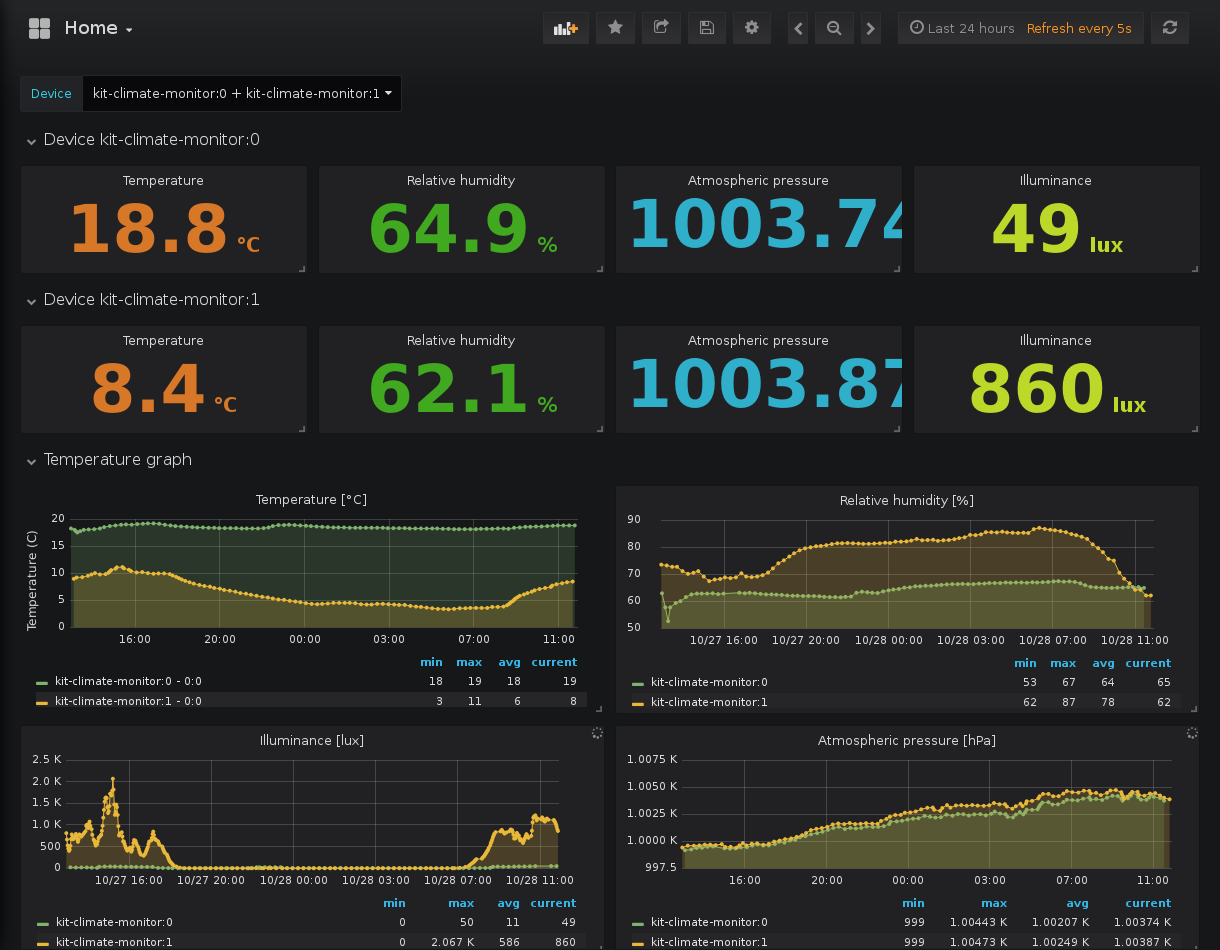 Home
Last 24 hours Refresh every 5s
Device kit-climate-monitor:0 + kit-climate-monitor:1
Device kit-climate-monitor:0
Temperature Relative humidity Atmospheric pressure Illuminance
18.8 °C 64.9 % 1003.74 49 lux
Device kit-climate-monitor:1
Temperature Relative humidity Atmospheric pressure Illuminance
8.4 °C 62.1 % 1003.87 860 lux
Temperature graph
Temperature [°C]
Temperature (C)
20
15
10
5
0
16:00 20:00 00:00 03:00 07:00 11:00
min max avg current
kit-climate-monitor:0 - 0:0 18 19 18 19
kit-climate-monitor:1 - 0:0 3 11 6 8
Relative humidity [%]
90
80
70
60
50
10/27 16:00 10/27 20:00 10/28 00:00 10/28 03:00 10/28 07:00 10/28 11:00
min max avg current
kit-climate-monitor:0 53 67 64 65
kit-climate-monitor:1 62 87 78 62
Illuminance [lux]
2.5 K
2.0 K
1.5 K
1.0 K
500
0
10/27 16:00 10/27 20:00 10/28 00:00 10/28 03:00 10/28 07:00 10/28 11:00
min max avg current
kit-climate-monitor:0 0 50 11 49
kit-climate-monitor:1 0 2.067 K 586 860
Atmospheric pressure [hPa]
1.0075 K
1.0050 K
1.0025 K
1.0000 K
997.5
16:00 20:00 00:00 03:00 07:00 11:00
min max avg current
kit-climate-monitor:0 999 1.00443 K 1.00207 K 1.00374 K
kit-climate-monitor:1 999 1.00473 K 1.00249 K 1.00387 K